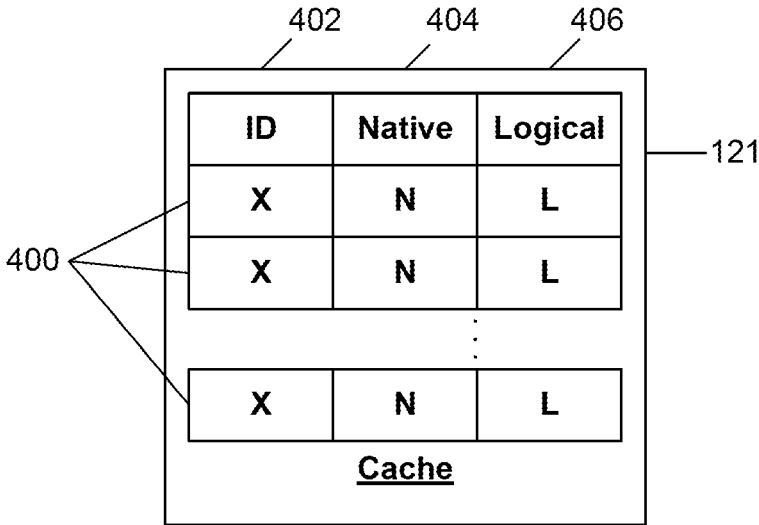 402 404 406
ID Native Logical
121
X N L
400
X N L
X N L
Cache